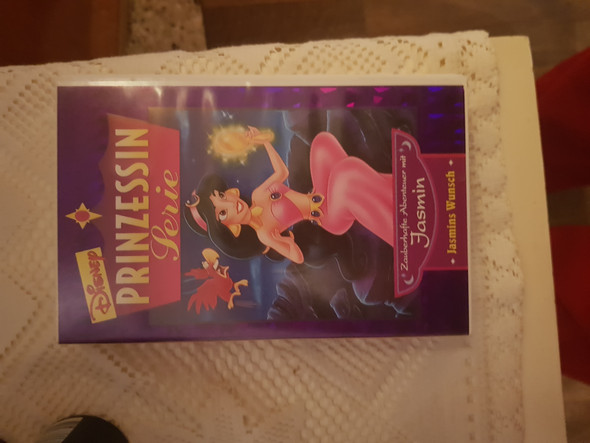 Disney
PRINZESSIN
Serie
Zauberhafte Abenteuer mit
Jasmin
• Jasmins Wunsch •